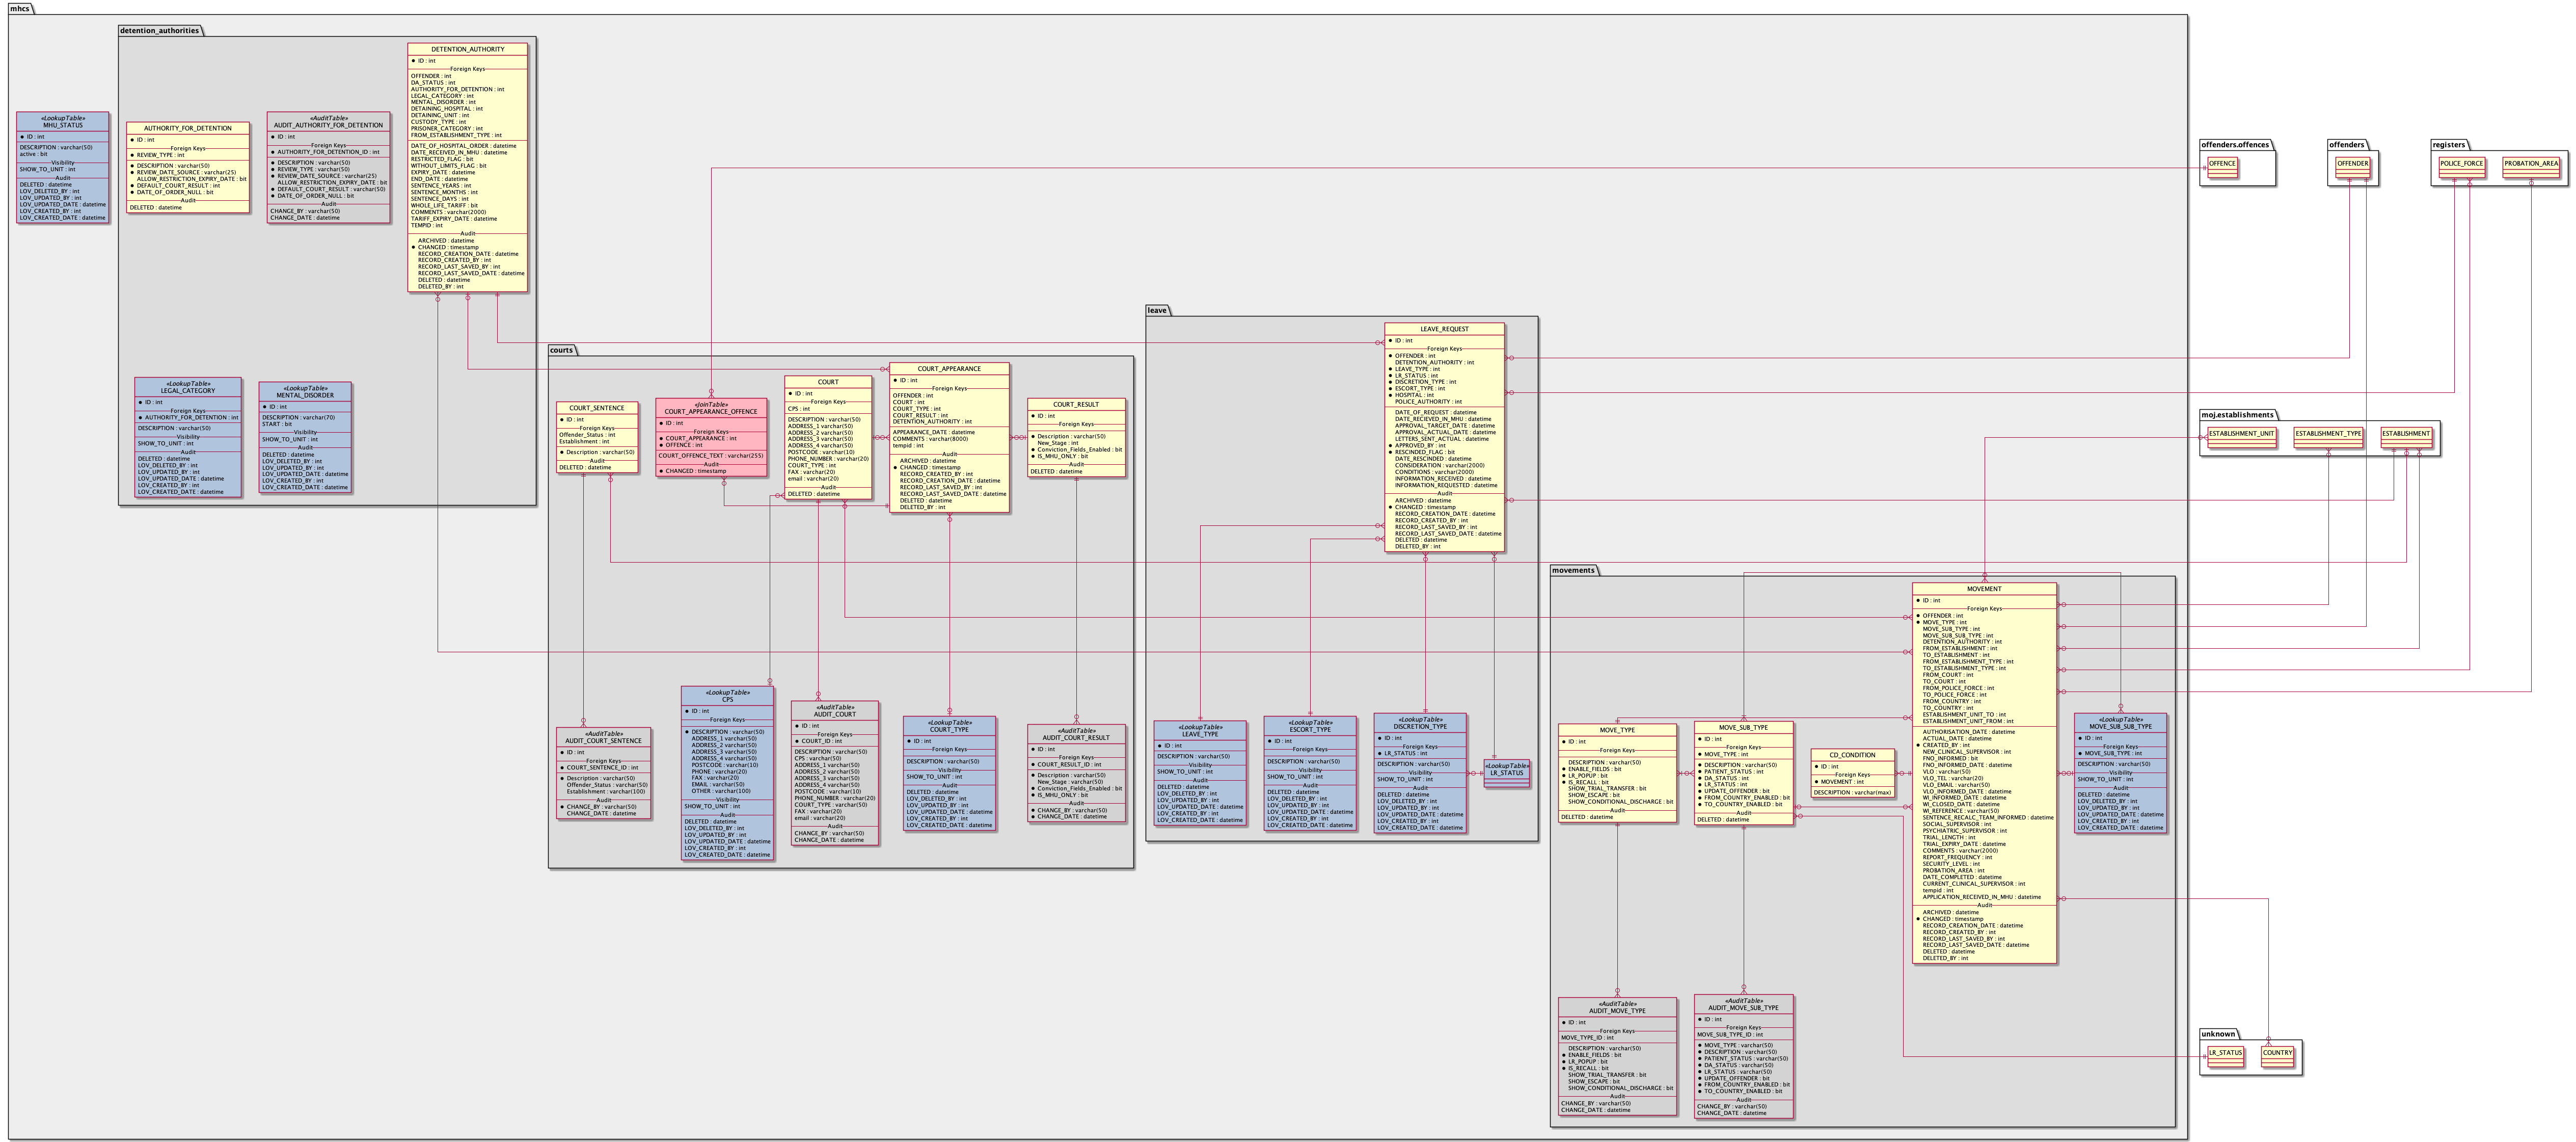 mhcs
detention_authorities
DETENTION_AUTHORITY
ID : int
Foreign Keys
OFFENDER : int
DA_STATUS : int
AUTHORITY_FOR_DETENTION : int
LEGAL_CATEGORY : int
MENTAL_DISORDER : int
DETAINING_HOSPITAL : int
DETAINING_UNIT : int
CUSTODY_TYPE : int
PRISONER_CATEGORY : int
FROM_ESTABLISHMENT_TYPE : int
DATE_OF_HOSPITAL_ORDER : datetime
DATE_RECEIVED_IN_MHU : datetime
RESTRICTED_FLAG : bit
WITHOUT_LIMITS_FLAG : bit
EXPIRY_DATE : datetime
END_DATE : datetime
SENTENCE_YEARS : int
SENTENCE_MONTHS : int
SENTENCE_DAYS : int
WHOLE_LIFE_TARIFF : bit
COMMENTS : varchar(2000)
TARIFF_EXPIRY_DATE : datetime
TEMPID : int
Audit
ARCHIVED : datetime
CHANGED : timestamp
RECORD_CREATION_DATE : datetime
RECORD_CREATED_BY : int
RECORD_LAST_SAVED_BY : int
RECORD_LAST_SAVED_DATE : datetime
DELETED : datetime
DELETED_BY : int
«LookupTable»
MHU_STATUS
ID : int
DESCRIPTION : varchar(50)
active : bit
Visibility
SHOW_TO_UNIT : int
Audit
DELETED : datetime
LOV_DELETED_BY : int
LOV_UPDATED_BY : int
LOV_UPDATED_DATE : datetime
LOV_CREATED_BY : int
LOV_CREATED_DATE : datetime
AUTHORITY_FOR_DETENTION
ID : int
Foreign Keys
REVIEW_TYPE : int
DESCRIPTION : varchar(50)
REVIEW_DATE_SOURCE : varchar(25)
ALLOW_RESTRICTION_EXPIRY_DATE : bit
DEFAULT_COURT_RESULT : int
DATE_OF_ORDER_NULL : bit
Audit
DELETED : datetime
«AuditTable»
AUDIT_AUTHORITY_FOR_DETENTION
ID : int
Foreign Keys
AUTHORITY_FOR_DETENTION_ID : int
DESCRIPTION : varchar(50)
REVIEW_TYPE : varchar(50)
REVIEW_DATE_SOURCE : varchar(25)
ALLOW_RESTRICTION_EXPIRY_DATE : bit
DEFAULT_COURT_RESULT : varchar(50)
DATE_OF_ORDER_NULL : bit
Audit
CHANGE_BY : varchar(50)
CHANGE_DATE : datetime
«LookupTable»
LEGAL_CATEGORY
ID : int
Foreign Keys
AUTHORITY_FOR_DETENTION : int
DESCRIPTION : varchar(50)
Visibility
SHOW_TO_UNIT : int
Audit
DELETED : datetime
LOV_DELETED_BY : int
LOV_UPDATED_BY : int
LOV_UPDATED_DATE : datetime
LOV_CREATED_BY : int
LOV_CREATED_DATE : datetime
«LookupTable»
MENTAL_DISORDER
ID : int
DESCRIPTION : varchar(70)
START : bit
Visibility
SHOW_TO_UNIT : int
Audit
DELETED : datetime
LOV_DELETED_BY : int
LOV_UPDATED_BY : int
LOV_UPDATED_DATE : datetime
LOV_CREATED_BY : int
LOV_CREATED_DATE : datetime
courts
COURT_SENTENCE
ID : int
Foreign Keys
Offender_Status : int
Establishment : int
Description : varchar(50)
Audit
DELETED : datetime
«JoinTable»
COURT_APPEARANCE_OFFENCE
ID : int
Foreign Keys
COURT_APPEARANCE : int
OFFENCE : int
COURT_OFFENCE_TEXT : varchar(255)
Audit
CHANGED : timestamp
COURT
ID : int
Foreign Keys
CPS : int
DESCRIPTION : varchar(50)
ADDRESS_1 varchar(50)
ADDRESS_2 varchar(50)
ADDRESS_3 varchar(50)
ADDRESS_4 varchar(50)
POSTCODE : varchar(10)
PHONE_NUMBER : varchar(20)
COURT_TYPE : int
FAX : varchar(20)
email : varchar(20)
Audit
DELETED : datetime
COURT_APPEARANCE
ID : int
Foreign Keys
OFFENDER : int
COURT : int
COURT_TYPE : int
COURT_RESULT : int
DETENTION_AUTHORITY : int
APPEARANCE_DATE : datetime
COMMENTS : varchar(8000)
tempid : int
Audit
ARCHIVED : datetime
CHANGED : timestamp
RECORD_CREATED_BY : int
RECORD_CREATION_DATE : datetime
RECORD_LAST_SAVED_BY : int
RECORD_LAST_SAVED_DATE : datetime
DELETED : datetime
DELETED_BY : int
COURT_RESULT
ID : int
Foreign Keys
Description : varchar(50)
New_Stage : int
Conviction_Fields_Enabled : bit
IS_MHU_ONLY : bit
Audit
DELETED : datetime
«AuditTable»
AUDIT_COURT_SENTENCE
ID : int
Foreign Keys
COURT_SENTENCE_ID : int
Description : varchar(50)
Offender_Status : varchar(50)
Establishment : varchar(100)
Audit
CHANGE_BY : varchar(50)
CHANGE_DATE : datetime
«LookupTable»
CPS
ID : int
Foreign Keys
DESCRIPTION : varchar(50)
ADDRESS_1 varchar(50)
ADDRESS_2 varchar(50)
ADDRESS_3 varchar(50)
ADDRESS_4 varchar(50)
POSTCODE : varchar(10)
PHONE : varchar(20)
FAX : varchar(20)
EMAIL : varchar(50)
OTHER : varchar(100)
Visibility
SHOW_TO_UNIT : int
Audit
DELETED : datetime
LOV_DELETED_BY : int
LOV_UPDATED_BY : int
LOV_UPDATED_DATE : datetime
LOV_CREATED_BY : int
LOV_CREATED_DATE : datetime
«AuditTable»
AUDIT_COURT
ID : int
Foreign Keys
COURT_ID : int
DESCRIPTION : varchar(50)
CPS : varchar(50)
ADDRESS_1 varchar(50)
ADDRESS_2 varchar(50)
ADDRESS_3 varchar(50)
ADDRESS_4 varchar(50)
POSTCODE : varchar(10)
PHONE_NUMBER : varchar(20)
COURT_TYPE : varchar(50)
FAX : varchar(20)
email : varchar(20)
Audit
CHANGE_BY : varchar(50)
CHANGE_DATE : datetime
«LookupTable»
COURT_TYPE
ID : int
Foreign Keys
DESCRIPTION : varchar(50)
Visibility
SHOW_TO_UNIT : int
Audit
DELETED : datetime
LOV_DELETED_BY : int
LOV_UPDATED_BY : int
LOV_UPDATED_DATE : datetime
LOV_CREATED_BY : int
LOV_CREATED_DATE : datetime
«AuditTable»
AUDIT_COURT_RESULT
ID : int
Foreign Keys
COURT_RESULT_ID : int
Description : varchar(50)
New_Stage : varchar(50)
Conviction_Fields_Enabled : bit
IS_MHU_ONLY : bit
Audit
CHANGE_BY : varchar(50)
CHANGE_DATE : datetime
leave
LEAVE_REQUEST
ID : int
Foreign Keys
OFFENDER : int
DETENTION_AUTHORITY : int
LEAVE_TYPE : int
LR_STATUS : int
DISCRETION_TYPE : int
ESCORT_TYPE : int
HOSPITAL : int
POLICE_AUTHORITY : int
DATE_OF_REQUEST : datetime
DATE_RECIEVED_IN_MHU : datetime
APPROVAL_TARGET_DATE : datetime
APPROVAL_ACTUAL_DATE : datetime
LETTERS_SENT_ACTUAL : datetime
APPROVED_BY : int
RESCINDED_FLAG : bit
DATE_RESCINDED : datetime
CONSIDERATION : varchar(2000)
CONDITIONS : varchar(2000)
INFORMATION_RECEIVED : datetime
INFORMATION_REQUESTED : datetime
Audit
ARCHIVED : datetime
CHANGED : timestamp
RECORD_CREATION_DATE : datetime
RECORD_CREATED_BY : int
RECORD_LAST_SAVED_BY : int
RECORD_LAST_SAVED_DATE : datetime
DELETED : datetime
DELETED_BY : int
«LookupTable»
LEAVE_TYPE
ID : int
DESCRIPTION : varchar(50)
Visibility
SHOW_TO_UNIT : int
Audit
DELETED : datetime
LOV_DELETED_BY : int
LOV_UPDATED_BY : int
LOV_UPDATED_DATE : datetime
LOV_CREATED_BY : int
LOV_CREATED_DATE : datetime
«LookupTable»
ESCORT_TYPE
ID : int
Foreign Keys
DESCRIPTION : varchar(50)
Visibility
SHOW_TO_UNIT : int
Audit
DELETED : datetime
LOV_DELETED_BY : int
LOV_UPDATED_BY : int
LOV_UPDATED_DATE : datetime
LOV_CREATED_BY : int
LOV_CREATED_DATE : datetime
«LookupTable»
DISCRETION_TYPE
ID : int
Foreign Keys
LR_STATUS : int
DESCRIPTION : varchar(50)
Visibility
SHOW_TO_UNIT : int
Audit
DELETED : datetime
LOV_DELETED_BY : int
LOV_UPDATED_BY : int
LOV_UPDATED_DATE : datetime
LOV_CREATED_BY : int
LOV_CREATED_DATE : datetime
«LookupTable»
LR_STATUS
movements
MOVEMENT
ID : int
Foreign Keys
OFFENDER : int
MOVE_TYPE : int
MOVE_SUB_TYPE : int
MOVE_SUB_SUB_TYPE : int
DETENTION_AUTHORITY : int
FROM_ESTABLISHMENT : int
TO_ESTABLISHMENT : int
FROM_ESTABLISHMENT_TYPE : int
TO_ESTABLISHMENT_TYPE : int
FROM_COURT : int
TO_COURT : int
FROM_POLICE_FORCE : int
TO_POLICE_FORCE : int
FROM_COUNTRY : int
TO_COUNTRY : int
ESTABLISHMENT_UNIT_TO : int
ESTABLISHMENT_UNIT_FROM : int
AUTHORISATION_DATE : datetime
ACTUAL_DATE : datetime
CREATED_BY : int
NEW_CLINICAL_SUPERVISOR : int
FNO_INFORMED : bit
FNO_INFORMED_DATE : datetime
VLO : varchar(50)
VLO_TEL : varchar(20)
VLO_EMAIL : varchar(50)
VLO_INFORMED_DATE : datetime
WI_INFORMED_DATE : datetime
WI_CLOSED_DATE : datetime
WI_REFERENCE : varchar(50)
SENTENCE_RECALC_TEAM_INFORMED : datetime
SOCIAL_SUPERVISOR : int
PSYCHIATRIC_SUPERVISOR : int
TRIAL_LENGTH : int
TRIAL_EXPIRY_DATE : datetime
COMMENTS : varchar(2000)
REPORT_FREQUENCY : int
SECURITY_LEVEL : int
PROBATION_AREA : int
DATE_COMPLETED : datetime
CURRENT_CLINICAL_SUPERVISOR : int
tempid : int
APPLICATION_RECEIVED_IN_MHU : datetime
Audit
ARCHIVED : datetime
CHANGED : timestamp
RECORD_CREATION_DATE : datetime
RECORD_CREATED_BY : int
RECORD_LAST_SAVED_BY : int
RECORD_LAST_SAVED_DATE : datetime
DELETED : datetime
DELETED_BY : int
MOVE_TYPE
ID : int
Foreign Keys
DESCRIPTION : varchar(50)
ENABLE_FIELDS : bit
LR_POPUP : bit
IS_RECALL : bit
SHOW_TRIAL_TRANSFER : bit
SHOW_ESCAPE : bit
SHOW_CONDITIONAL_DISCHARGE : bit
Audit
DELETED : datetime
MOVE_SUB_TYPE
ID : int
Foreign Keys
MOVE_TYPE : int
DESCRIPTION : varchar(50)
PATIENT_STATUS : int
DA_STATUS : int
LR_STATUS : int
UPDATE_OFFENDER : bit
FROM_COUNTRY_ENABLED : bit
TO_COUNTRY_ENABLED : bit
Audit
DELETED : datetime
CD_CONDITION
ID : int
Foreign Keys
MOVEMENT : int
DESCRIPTION : varchar(max)
«LookupTable»
MOVE_SUB_SUB_TYPE
ID : int
Foreign Keys
MOVE_SUB_TYPE : int
DESCRIPTION : varchar(50)
Visibility
SHOW_TO_UNIT : int
Audit
DELETED : datetime
LOV_DELETED_BY : int
LOV_UPDATED_BY : int
LOV_UPDATED_DATE : datetime
LOV_CREATED_BY : int
LOV_CREATED_DATE : datetime
«AuditTable»
AUDIT_MOVE_TYPE
ID : int
Foreign Keys
MOVE_TYPE_ID : int
DESCRIPTION : varchar(50)
ENABLE_FIELDS : bit
LR_POPUP : bit
IS_RECALL : bit
SHOW_TRIAL_TRANSFER : bit
SHOW_ESCAPE : bit
SHOW_CONDITIONAL_DISCHARGE : bit
Audit
CHANGE_BY : varchar(50)
CHANGE_DATE : datetime
«AuditTable»
AUDIT_MOVE_SUB_TYPE
ID : int
Foreign Keys
MOVE_SUB_TYPE_ID : int
MOVE_TYPE : varchar(50)
DESCRIPTION : varchar(50)
PATIENT_STATUS : varchar(50)
DA_STATUS : varchar(50)
LR_STATUS : varchar(50)
UPDATE_OFFENDER : bit
FROM_COUNTRY_ENABLED : bit
TO_COUNTRY_ENABLED : bit
Audit
CHANGE_BY : varchar(50)
CHANGE_DATE : datetime
offenders.offences
OFFENCE
offenders
OFFENDER
registers
POLICE_FORCE
PROBATION_AREA
moj.establishments
ESTABLISHMENT_UNIT
ESTABLISHMENT_TYPE
ESTABLISHMENT
unknown
LR_STATUS
COUNTRY